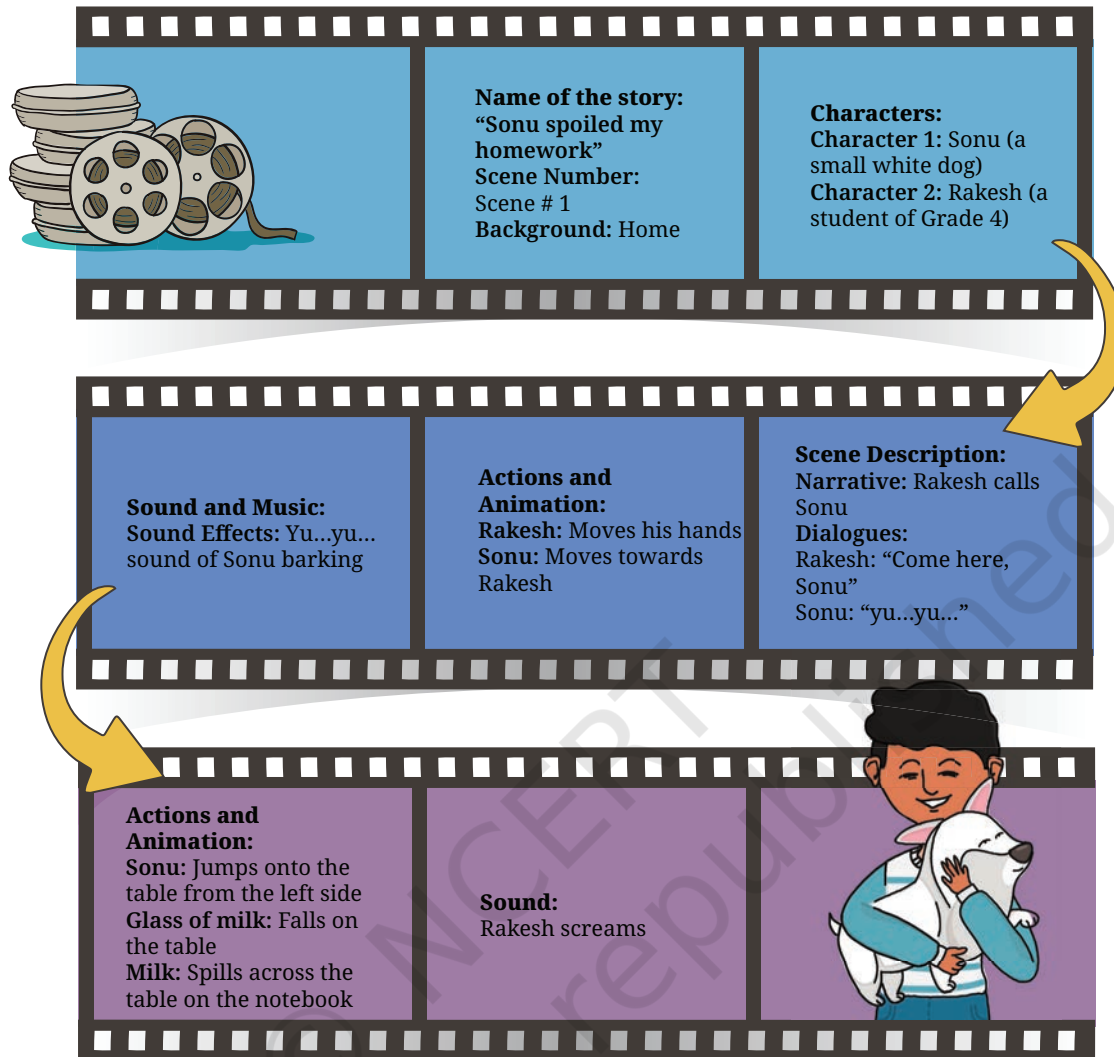 Name of the story:
“Sonu spoiled my
homework”
Scene Number:
Scene # 1
Background: Home
Characters:
Character 1: Sonu (a
small white dog)
Character 2: Rakesh (a
student of Grade 4)
Scene Description:
Narrative: Rakesh calls
Sonu
Dialogues:
Rakesh: “Come here,
Sonu”
Sonu: “yu...yu...”
Actions and
Animation:
Rakesh: Moves his hands
Sonu: Moves towards
Rakesh
Sound and Music:
Sound Effects: Yu...yu...
sound of Sonu barking
Actions and
Animation:
Sonu: Jumps onto the
table from the left side
Glass of milk: Falls on
the table
Milk: Spills across the
table on the notebook
Sound:
Rakesh screams
© NCERT
republished